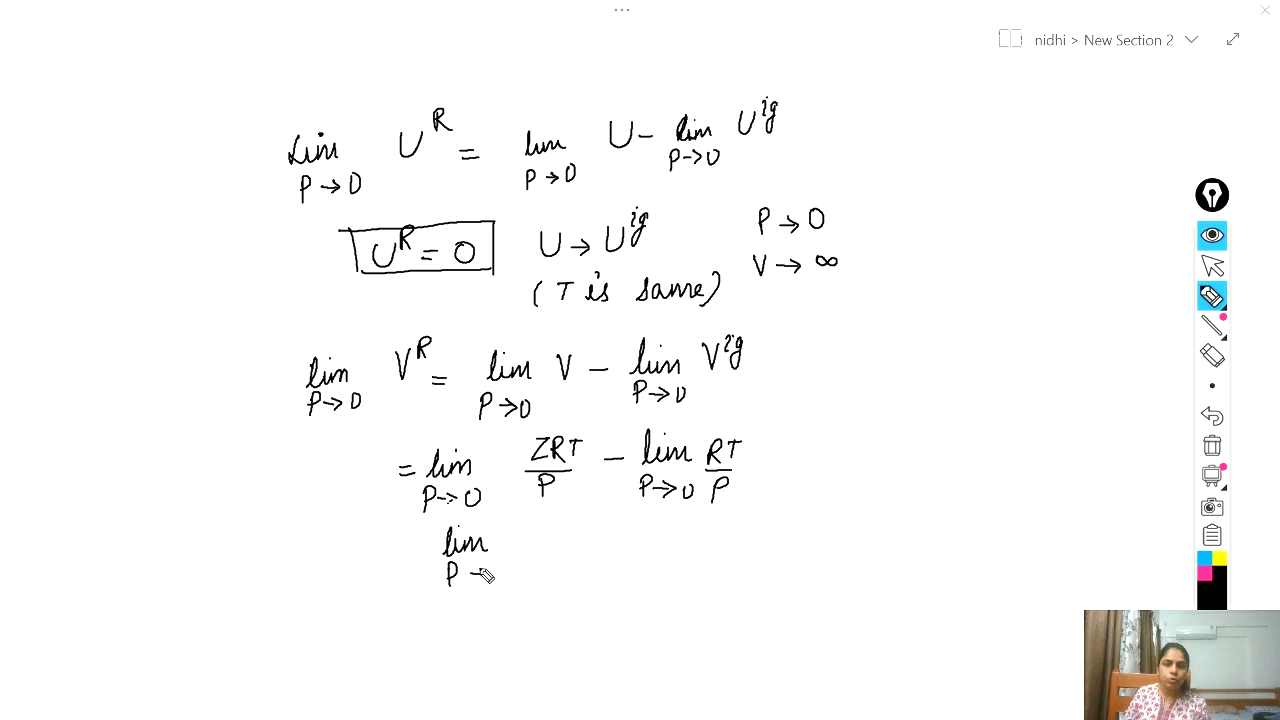 nidhi > New Section 2
Lim P→0 U^R = lim P→0 U - lim P→0 U^ig
U^R = 0 U → U^ig P → 0
V → ∞
( T is same)
lim P→0 V^R = lim P→0 V - lim P→0 V^ig
= lim P→0 ZRT/P - lim P→0 RT/P
lim P →